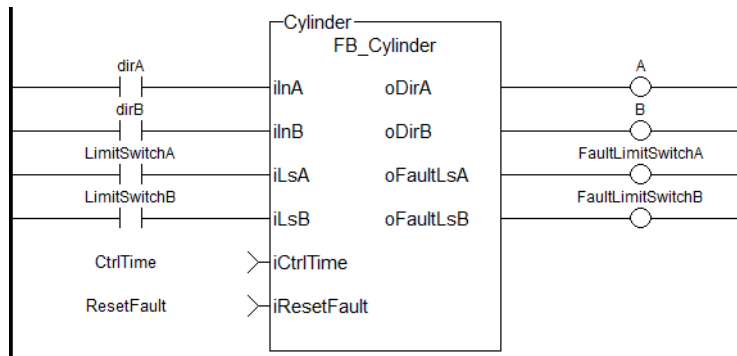 Cylinder
FB_Cylinder
dirA
iInA
oDirA
A
dirB
iInB
oDirB
B
LimitSwitchA
iLsA
oFaultLsA
FaultLimitSwitchA
LimitSwitchB
iLsB
oFaultLsB
FaultLimitSwitchB
CtrlTime
iCtrlTime
ResetFault
iResetFault